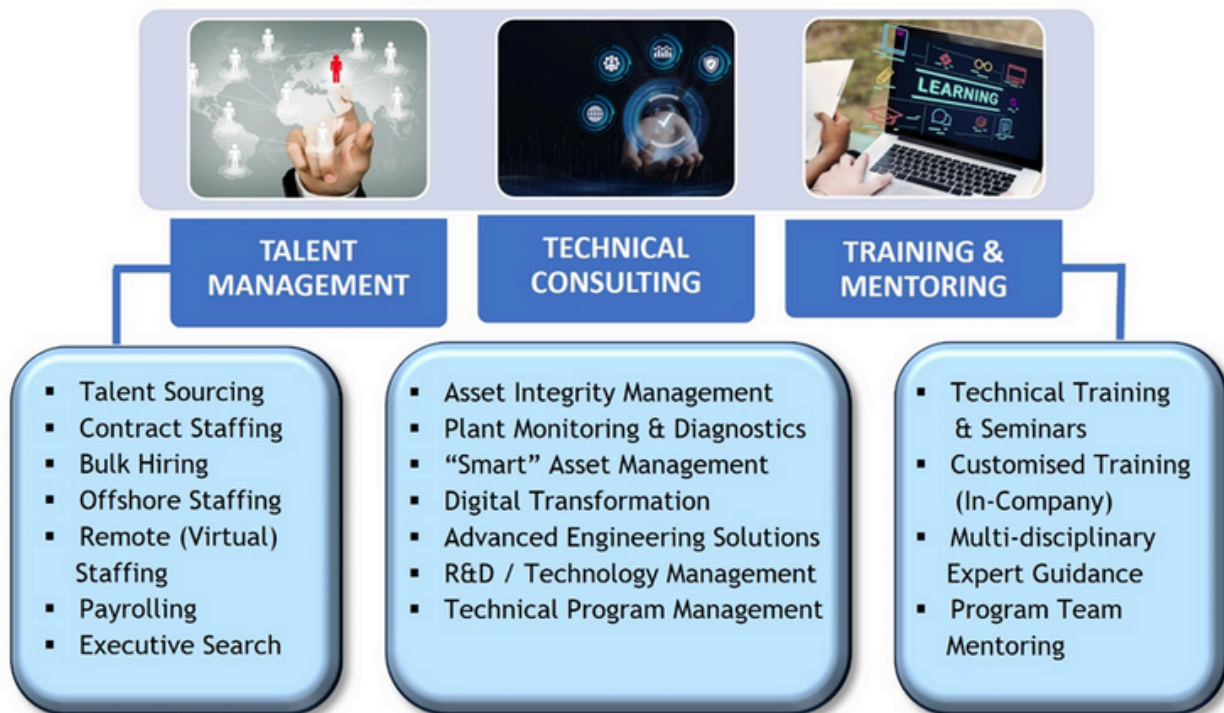 LEARNING
TALENT
MANAGEMENT
TECHNICAL
CONSULTING
TRAINING &
MENTORING
▪ Talent Sourcing
▪ Contract Staffing
▪ Bulk Hiring
▪ Offshore Staffing
▪ Remote (Virtual)
Staffing
▪ Payrolling
▪ Executive Search
▪ Asset Integrity Management
▪ Plant Monitoring & Diagnostics
▪ “Smart” Asset Management
▪ Digital Transformation
▪ Advanced Engineering Solutions
▪ R&D / Technology Management
▪ Technical Program Management
▪ Technical Training
& Seminars
▪ Customised Training
(In-Company)
▪ Multi-disciplinary
Expert Guidance
▪ Program Team
Mentoring